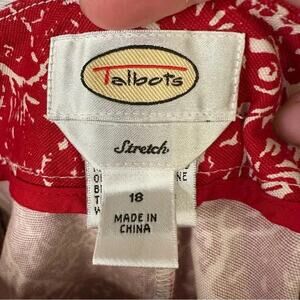 Talbots
Stretch
18
MADE IN
CHINA